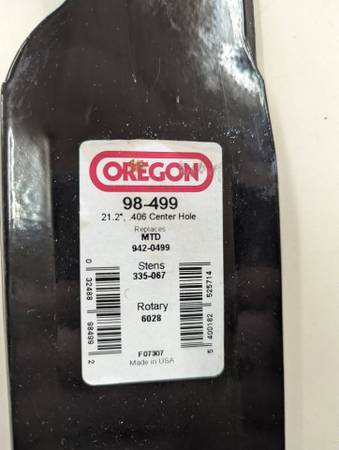 OREGON
98-499
21.2", .406 Center Hole
Replaces
MTD
942-0499
Stens
335-067
Rotary
6028
F07307
Made in USA
0 32488 98499 2
5 400182 525714